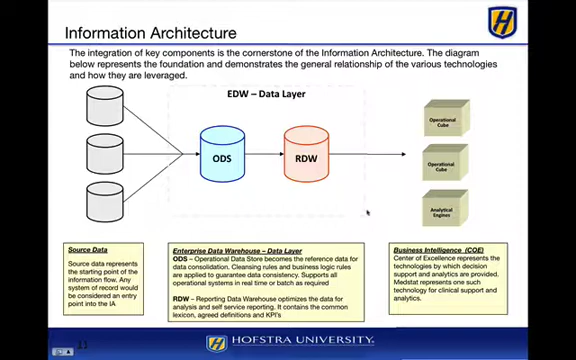 Information Architecture
The integration of key components is the cornerstone of the Information Architecture. The diagram
below represents the foundation and demonstrates the general relationship of the various technologies
and how they are leveraged.
EDW – Data Layer
ODS
RDW
Operational
Cube
Operational
Cube
Analytical
Engines
Source Data
Source data represents
the starting point of the
information flow. Any
system of record would
be considered an entry
point into the IA
Enterprise Data Warehouse – Data Layer
ODS – Operational Data Store becomes the reference data for
data consolidation. Cleansing rules and business logic rules
are applied to guarantee data consistency. Supports all
operational systems in real time or batch as required
RDW – Reporting Data Warehouse optimizes the data for
analysis and self service reporting. It contains the common
lexicon, agreed definitions and KPI's
Business Intelligence (COE)
Center of Excellence represents the
technologies by which decision
support and analytics are provided.
Medstat represents one such
technology for clinical support and
analytics.
HOFSTRA UNIVERSITY